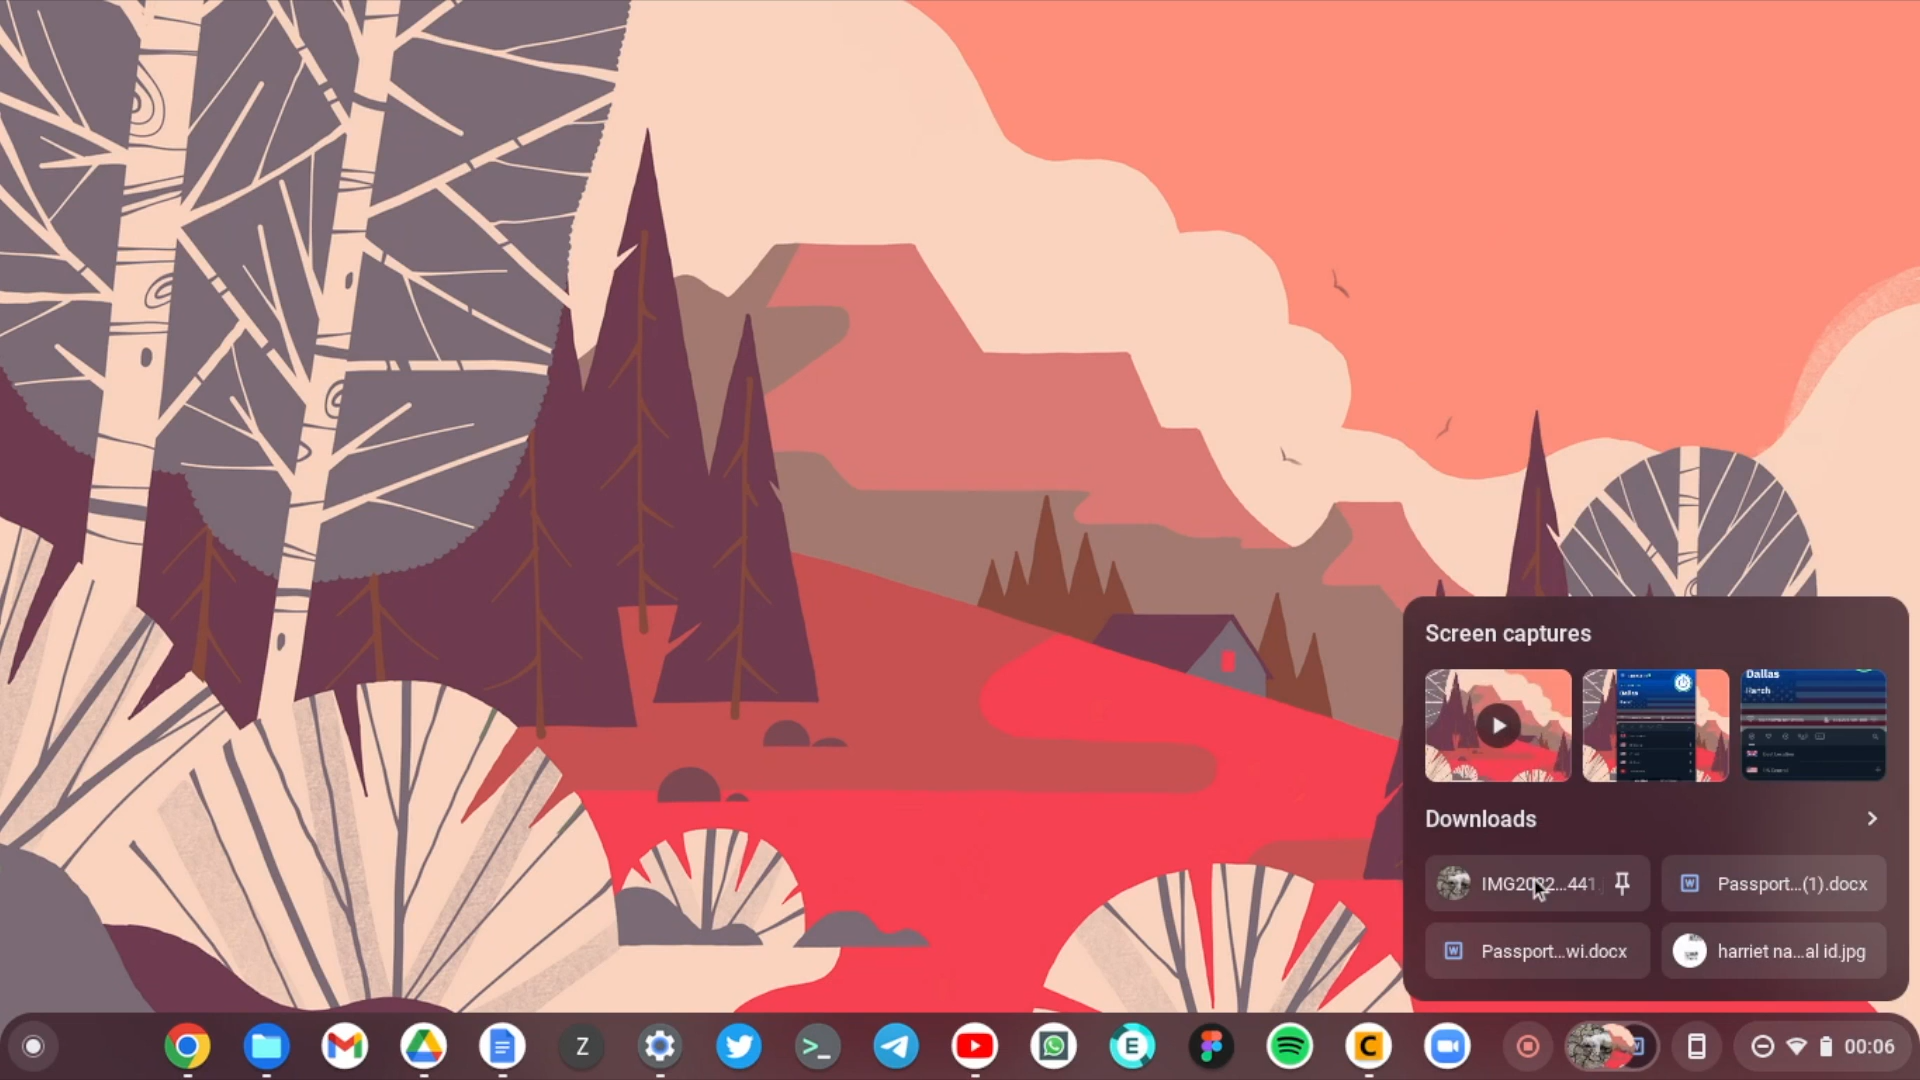 Screen captures
Dallas
Ranch
Downloads
IMG2022...441.j
Passport...(1).docx
Passport...wi.docx
harriet na...al id.jpg
Z
E
C
00:06